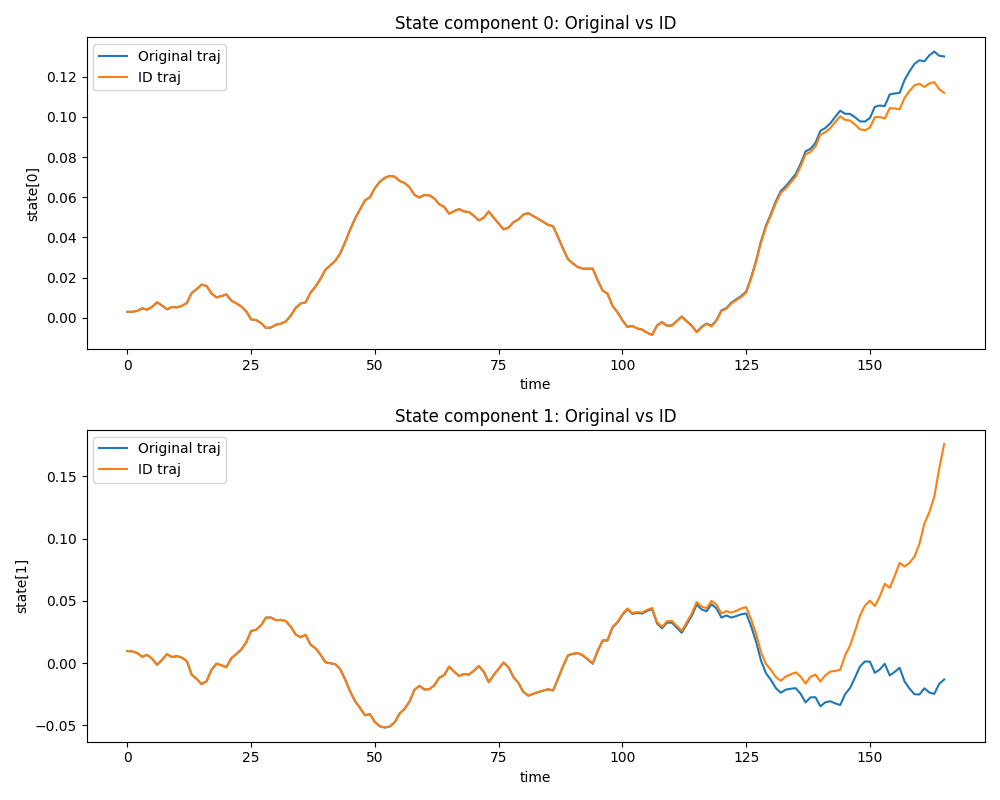 State component 0: Original vs ID
Original traj
ID traj
0.12
0.10
0.08
0.06
0.04
0.02
0.00
state[0]
0 25 50 75 100 125 150
time
State component 1: Original vs ID
Original traj
ID traj
0.15
0.10
0.05
0.00
−0.05
state[1]
0 25 50 75 100 125 150
time